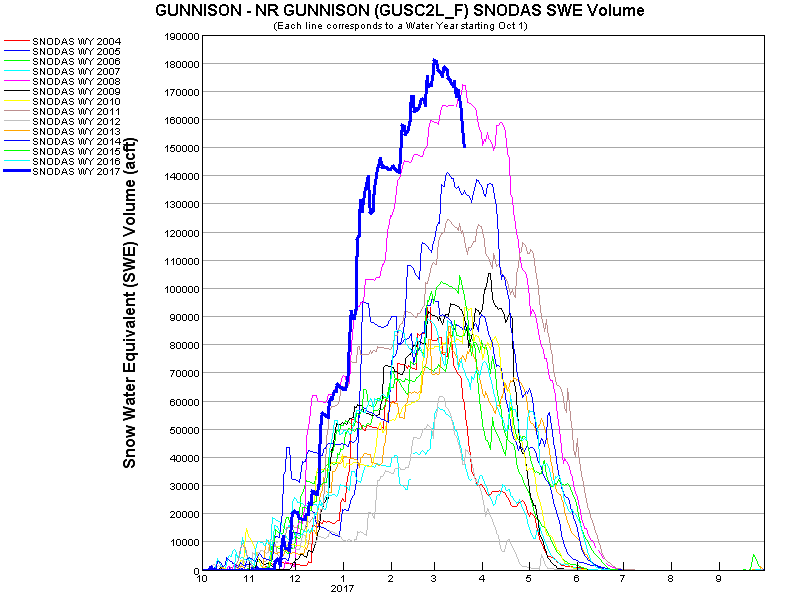 GUNNISON - NR GUNNISON (GUSC2L_F) SNODAS SWE Volume
(Each line corresponds to a Water Year starting Oct 1)
SNODAS WY 2004
SNODAS WY 2005
SNODAS WY 2006
SNODAS WY 2007
SNODAS WY 2008
SNODAS WY 2009
SNODAS WY 2010
SNODAS WY 2011
SNODAS WY 2012
SNODAS WY 2013
SNODAS WY 2014
SNODAS WY 2015
SNODAS WY 2016
SNODAS WY 2017
Snow Water Equivalent (SWE) Volume (acft)
190000
180000
170000
160000
150000
140000
130000
120000
110000
100000
90000
80000
70000
60000
50000
40000
30000
20000
10000
0
10 11 12 1 2 3 4 5 6 7 8 9
2017